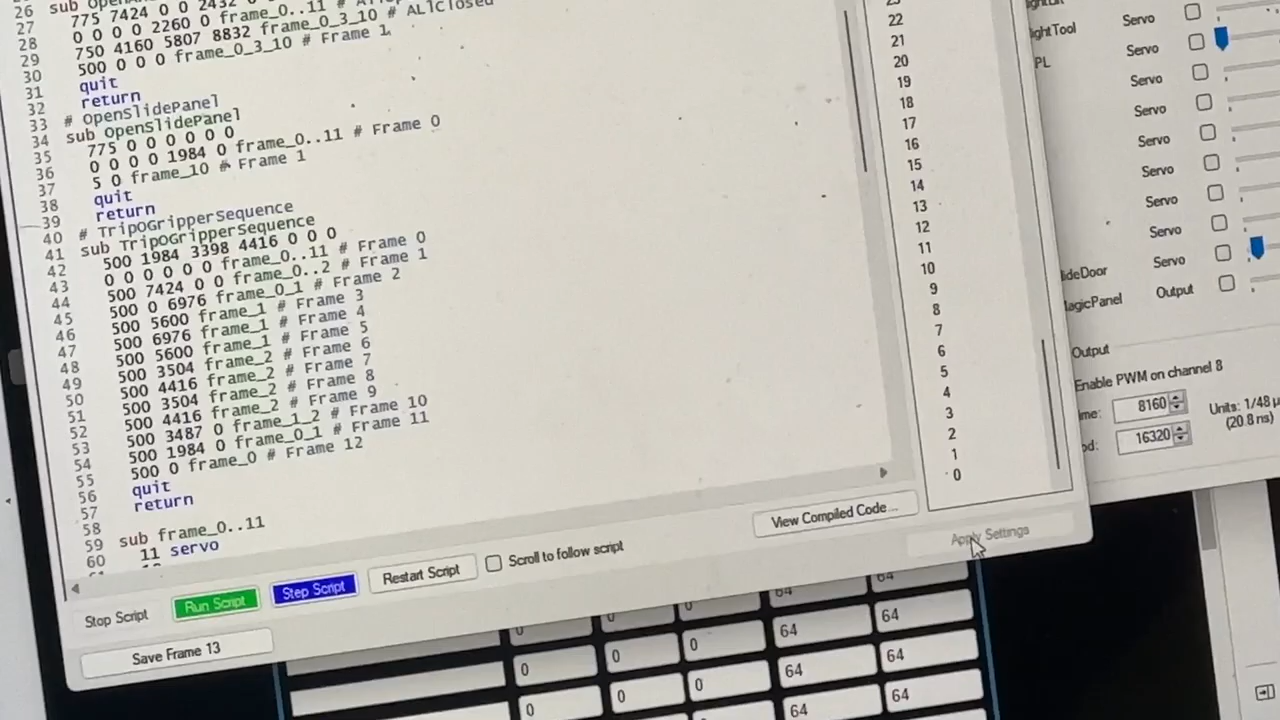 26 sub
27 775 7424 0 0 2432 0
28 0 0 0 0 2260 0 frame_0..11 #
29 750 4160 5807 8832 frame_0_3_10 # ALlClosed
30 500 0 0 0 frame_0_3_10 # Frame 1
31 quit
32 return
33 # OpenSlidePanel
34 sub OpenSlidePanel
35 775 0 0 0 0 0 0
36 0 0 0 0 1984 0 frame_0..11 # Frame 0
37 5 0 frame_10 # Frame 1
38 quit
39 return
40 # TripoGripperSequence
41 sub TripoGripperSequence
42 500 1984 3398 4416 0 0 0
43 0 0 0 0 0 0 frame_0..11 # Frame 0
44 500 7424 0 0 frame_0..2 # Frame 1
45 500 0 6976 frame_0_1 # Frame 2
46 500 5600 frame_1 # Frame 3
47 500 6976 frame_1 # Frame 4
48 500 5600 frame_1 # Frame 5
49 500 3504 frame_2 # Frame 6
50 500 4416 frame_2 # Frame 7
51 500 3504 frame_2 # Frame 8
52 500 4416 frame_2 # Frame 9
53 500 3487 0 frame_1_2 # Frame 10
54 500 1984 0 frame_0_1 # Frame 11
55 500 0 frame_0 # Frame 12
56 quit
57 return
58
59 sub frame_0..11
60 11 servo
Stop Script
Run Script
Step Script
Restart Script
Scroll to follow script
View Compiled Code...
Apply Settings
Save Frame 13
22
21
20
19
18
17
16
15
14
13
12
11
10
9
8
7
6
5
4
3
2
1
0
Servo
ightTool Servo
PL Servo
Servo
Servo
Servo
Servo
Servo
ideDoor Servo
agicPanel Output
Output
Enable PWM on channel 8
me: 8160
Units: 1/48 µ
(20.8 ns)
od: 16320
0 0 0 64 64
0 0 0 64 64
0 0 0 64 64
0 0 0 64 64